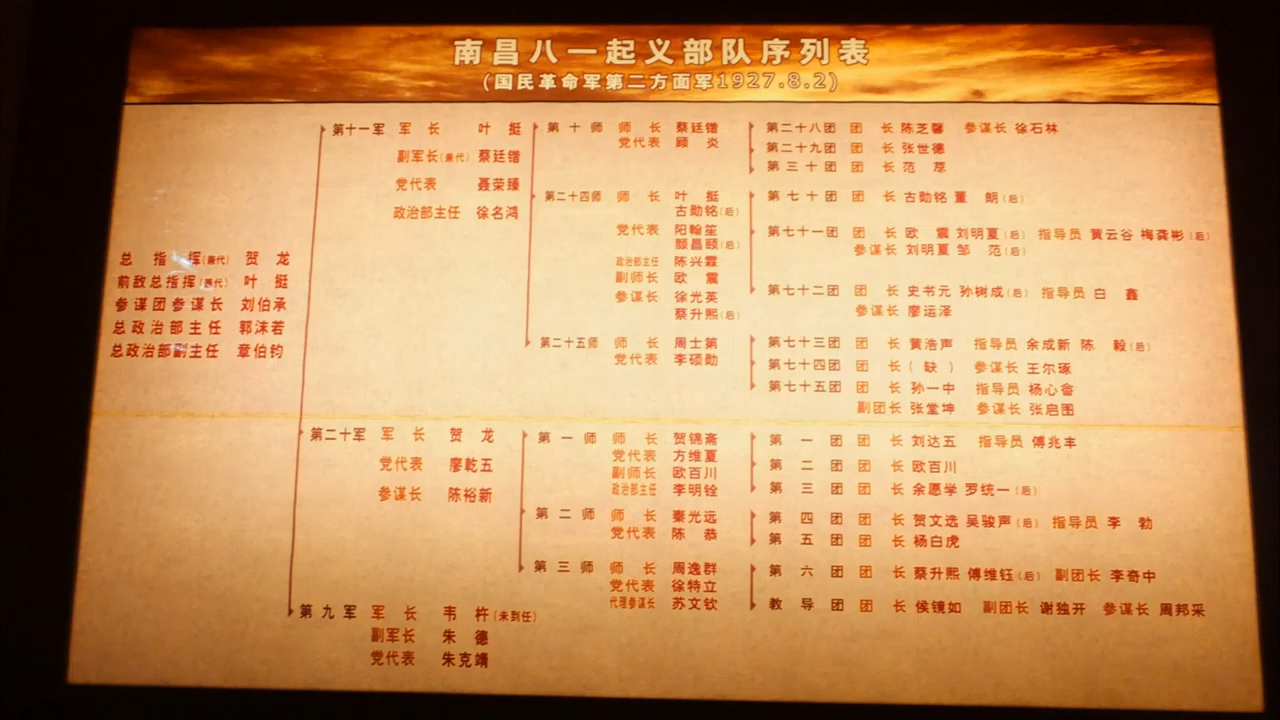 南昌八一起义部队序列表
(国民革命军第二方面军1927.8.2)
总指挥(兼代) 贺龙
前敌总指挥(兼代) 叶挺
参谋团参谋长 刘伯承
总政治部主任 郭沫若
总政治部副主任 章伯钧
第十一军 军长 叶挺
副军长(兼代) 蔡廷锴
党代表 聂荣臻
政治部主任 徐名鸿
第十师 师长 蔡廷锴
党代表 顾炎
第二十八团 团长 陈芝馨 参谋长 徐石林
第二十九团 团长 张世德
第三十团 团长 范荩
第二十四师 师长 叶挺
古勋铭(后)
党代表 阳翰笙
颜昌颐(后)
政治部主任 陈兴霖
副师长 欧震
参谋长 徐光英
蔡升熙(后)
第七十团 团长 古勋铭 董朗(后)
第七十一团 团长 欧震 刘明夏(后) 指导员 黄云谷 梅龚彬(后)
参谋长 刘明夏 邹范(后)
第七十二团 团长 史书元 孙树成(后) 指导员 白鑫
参谋长 廖运泽
第二十五师 师长 周士第
党代表 李硕勋
第七十三团 团长 黄浩声 指导员 余成新 陈毅(后)
第七十四团 团长(缺) 参谋长 王尔琢
第七十五团 团长 孙一中 指导员 杨心畲
副团长 张堂坤 参谋长 张启图
第二十军 军长 贺龙
党代表 廖乾五
参谋长 陈裕新
第一师 师长 贺锦斋
党代表 方维夏
副师长 欧百川
政治部主任 李明铨
第一团 团长 刘达五 指导员 傅兆丰
第二团 团长 欧百川
第三团 团长 余愿学 罗统一(后)
第二师 师长 秦光远
党代表 陈恭
第四团 团长 贺文选 吴骏声(后) 指导员 李勃
第五团 团长 杨白虎
第三师 师长 周逸群
党代表 徐特立
代理参谋长 苏文钦
第六团 团长 蔡升熙 傅维钰(后) 副团长 李奇中
教导团 团长 侯镜如 副团长 谢独开 参谋长 周邦采
第九军 军长 韦杵(未到任)
副军长 朱德
党代表 朱克靖